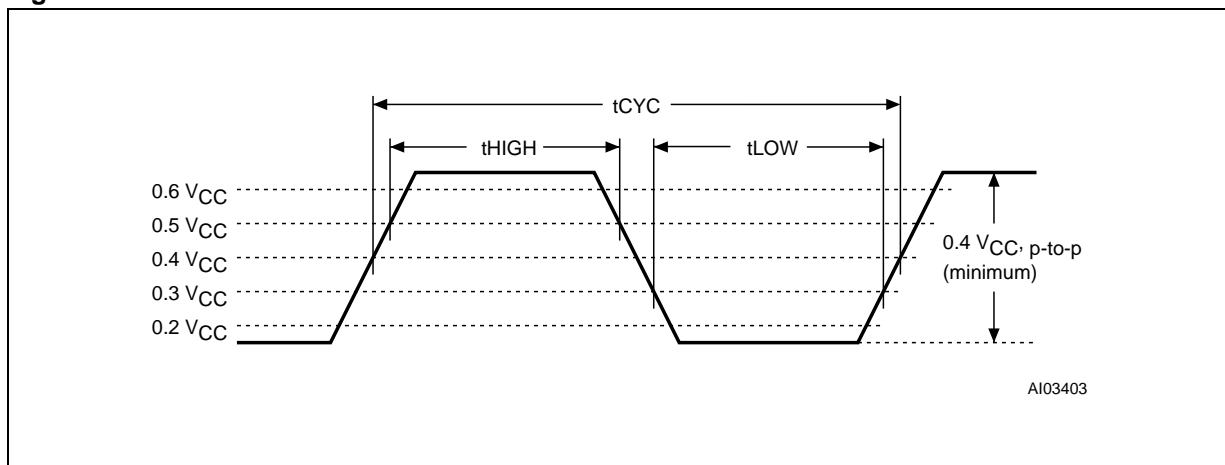 tCYC
tHIGH
tLOW
0.6 VCC
0.5 VCC
0.4 VCC
0.3 VCC
0.2 VCC
0.4 VCC, p-to-p
(minimum)
AI03403